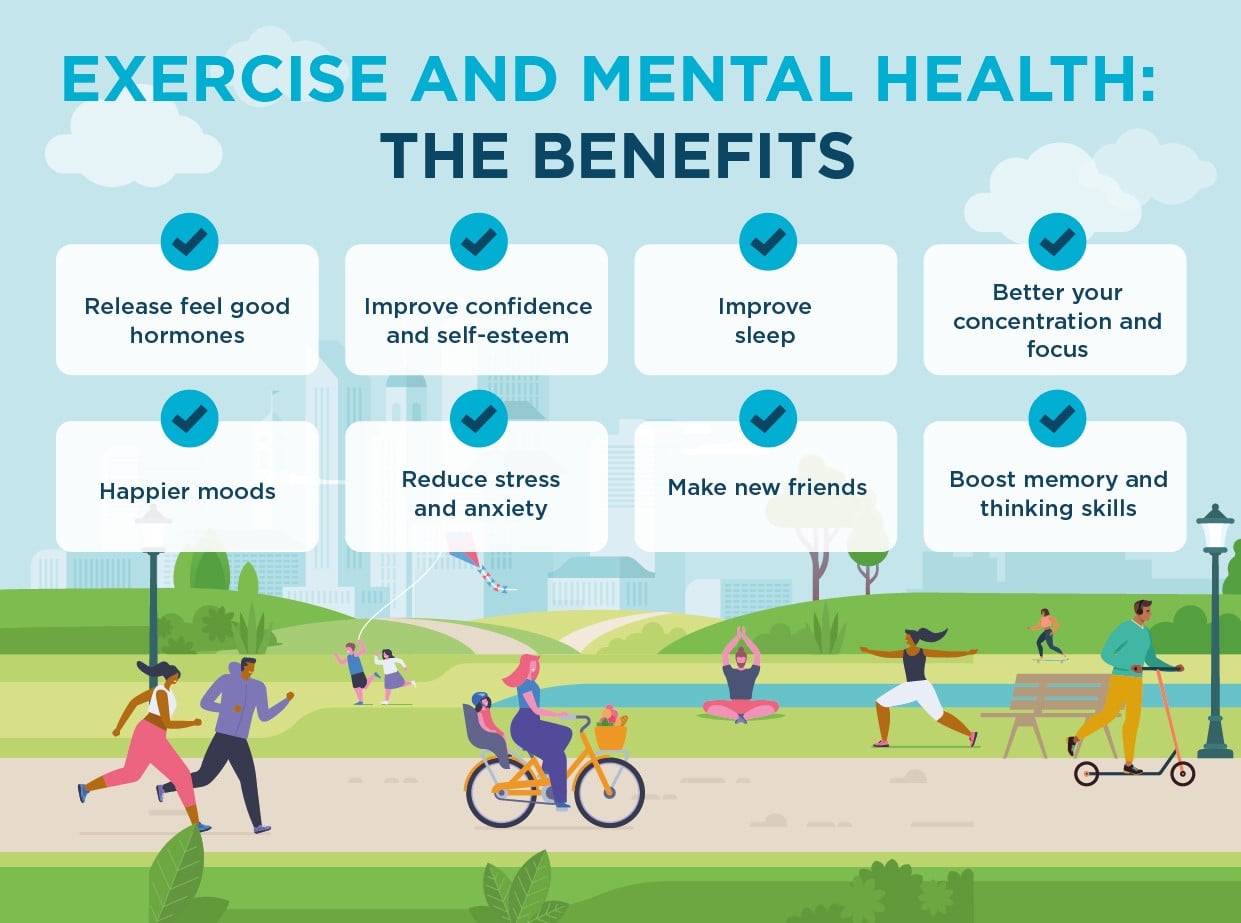 EXERCISE AND MENTAL HEALTH:
THE BENEFITS
Release feel good
hormones
Improve confidence
and self-esteem
Improve
sleep
Better your
concentration and
focus
Happier moods
Reduce stress
and anxiety
Make new friends
Boost memory and
thinking skills